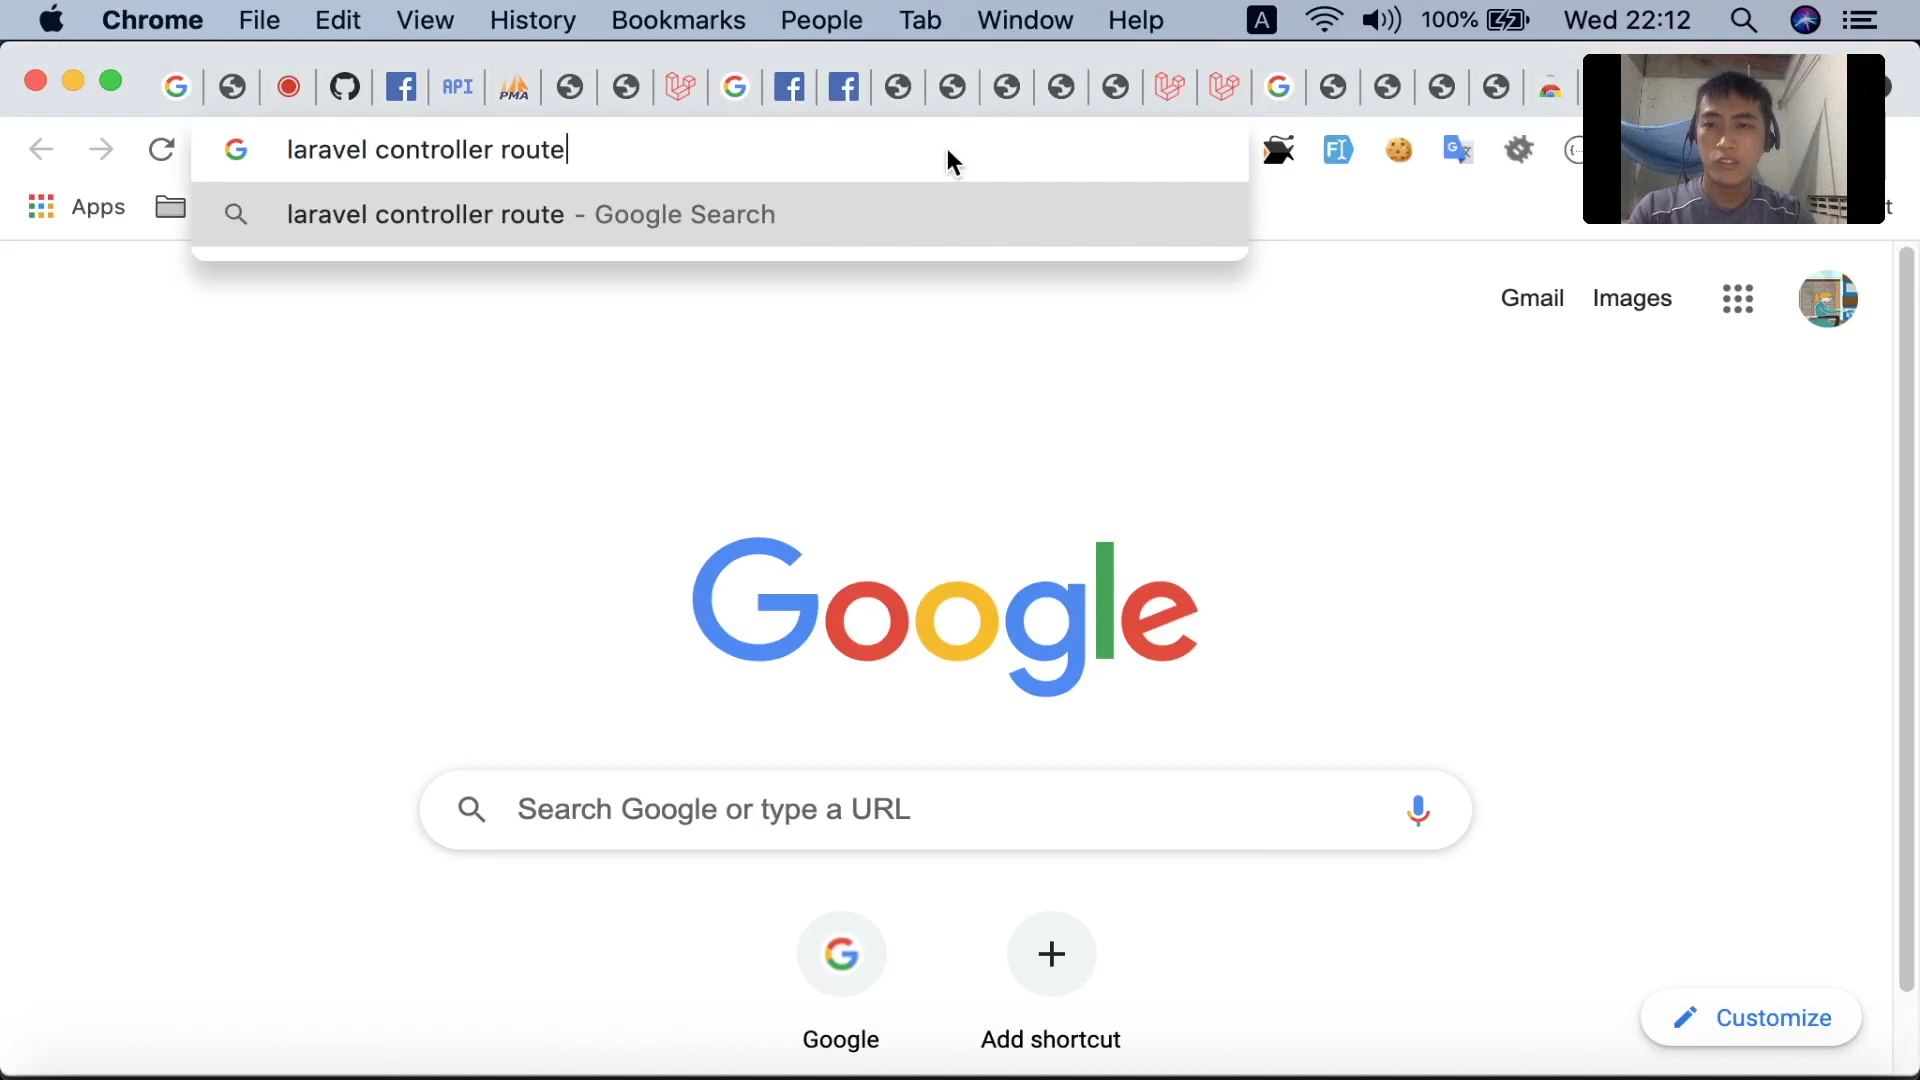 Chrome File Edit View History Bookmarks People Tab Window Help A 100% Wed 22:12
API PMA
laravel controller route FI G
Apps
laravel controller route - Google Search
Gmail Images
Google
Search Google or type a URL
Google Add shortcut
Customize